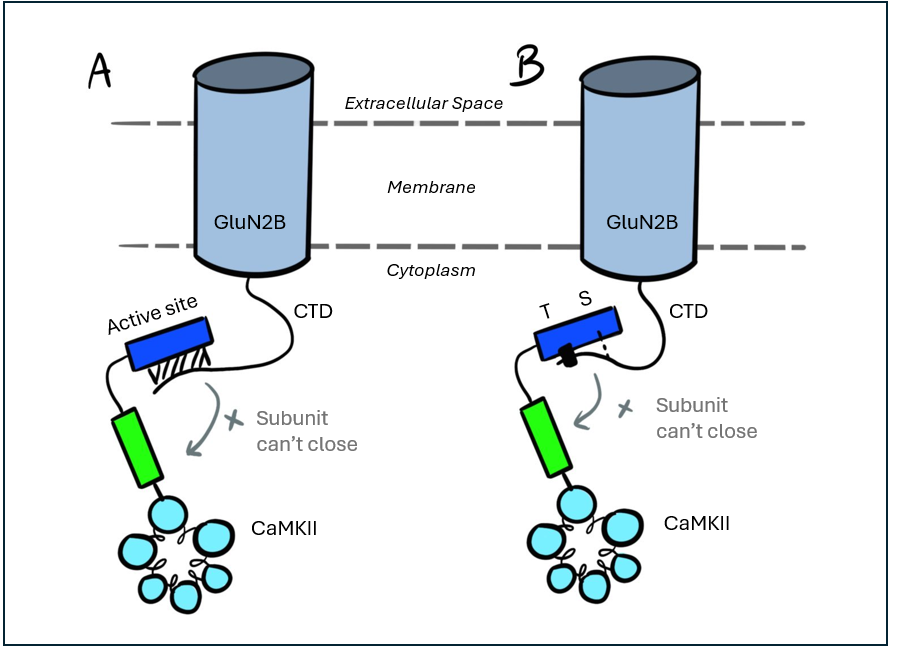 A
B
Extracellular Space
Membrane
GluN2B
GluN2B
Cytoplasm
Active site
CTD
T S
CTD
Subunit
can't close
Subunit
can't close
CaMKII
CaMKII